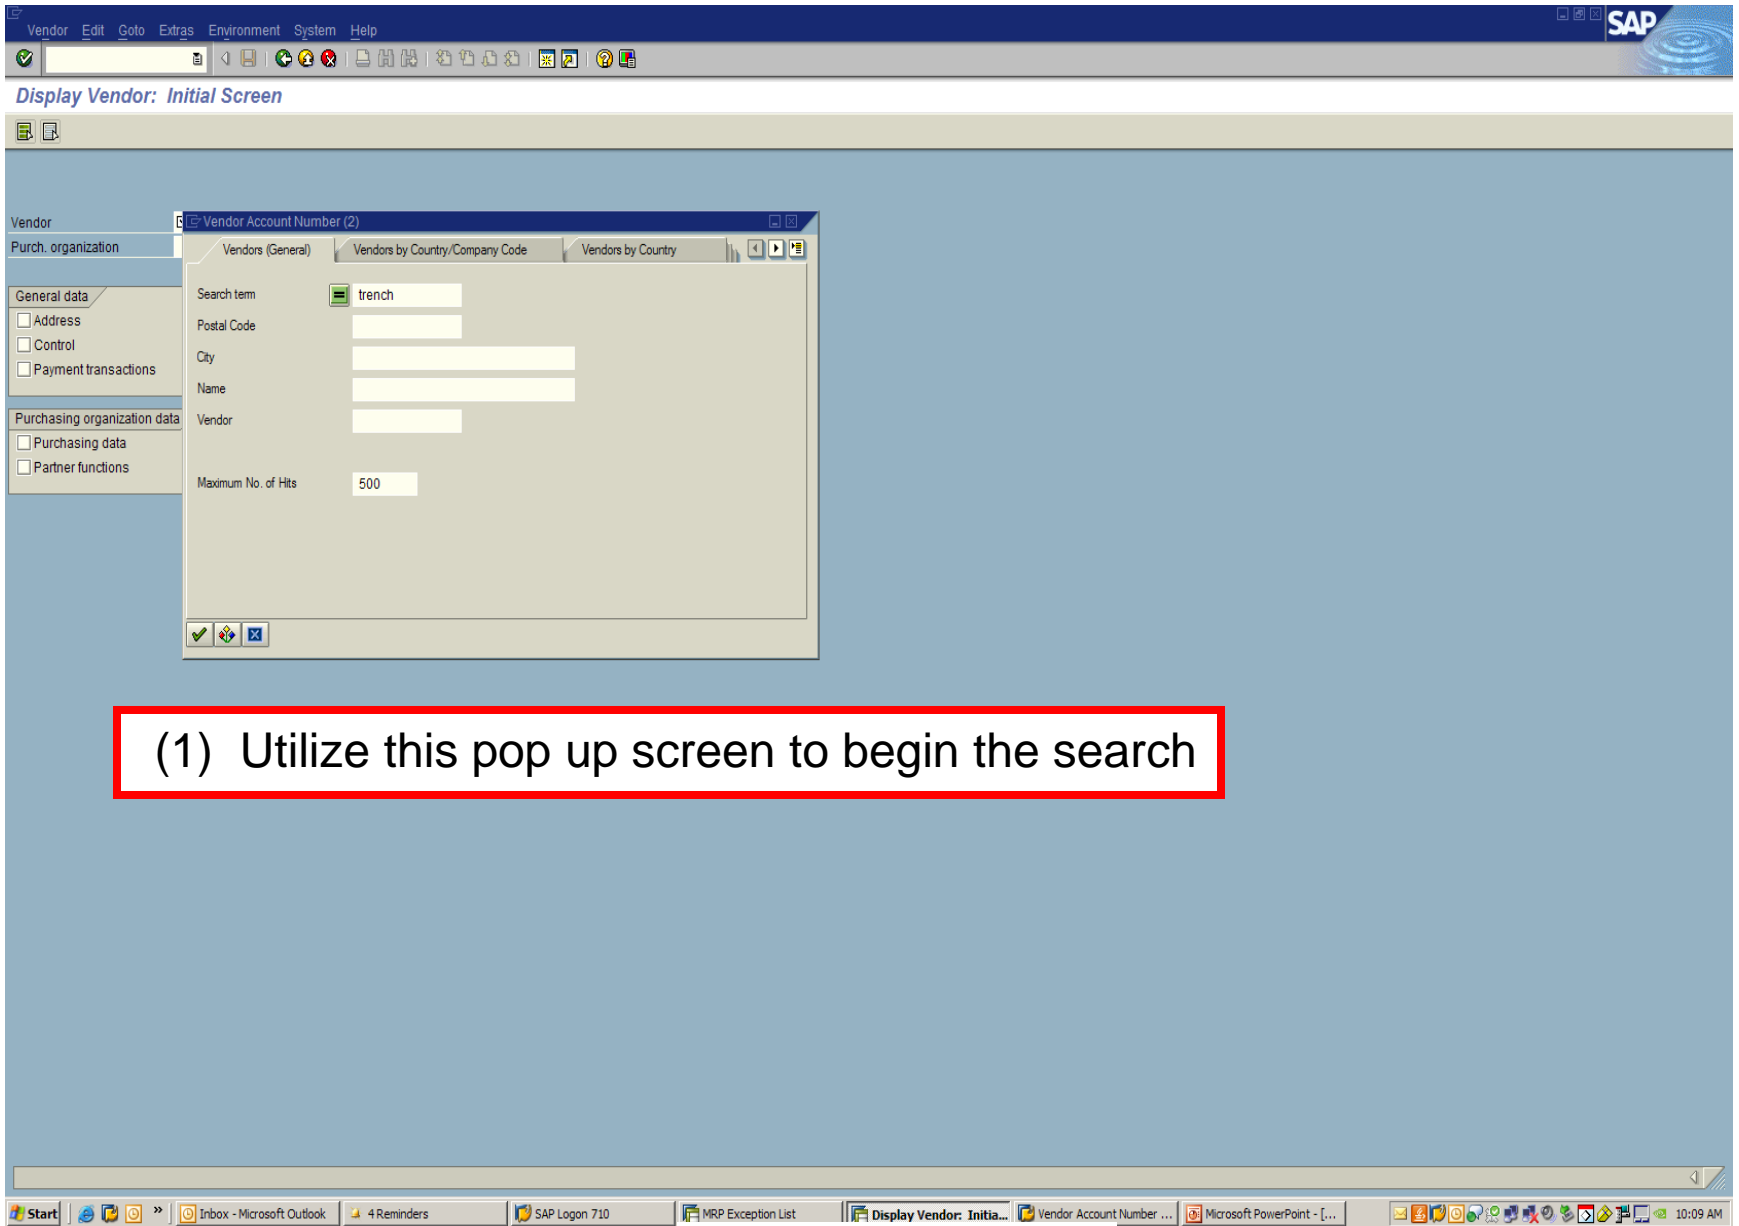 Vendor Edit Goto Extras Environment System Help
SAP
Display Vendor: Initial Screen
Vendor
Purch. organization
General data
Address
Control
Payment transactions
Purchasing organization data
Purchasing data
Partner functions
Vendor Account Number (2)
Vendors (General) Vendors by Country/Company Code Vendors by Country
Search term trench
Postal Code
City
Name
Vendor
Maximum No. of Hits 500
(1) Utilize this pop up screen to begin the search
Start » Inbox - Microsoft Outlook 4 Reminders SAP Logon 710 MRP Exception List Display Vendor: Initia... Vendor Account Number ... Microsoft PowerPoint - [... 10:09 AM